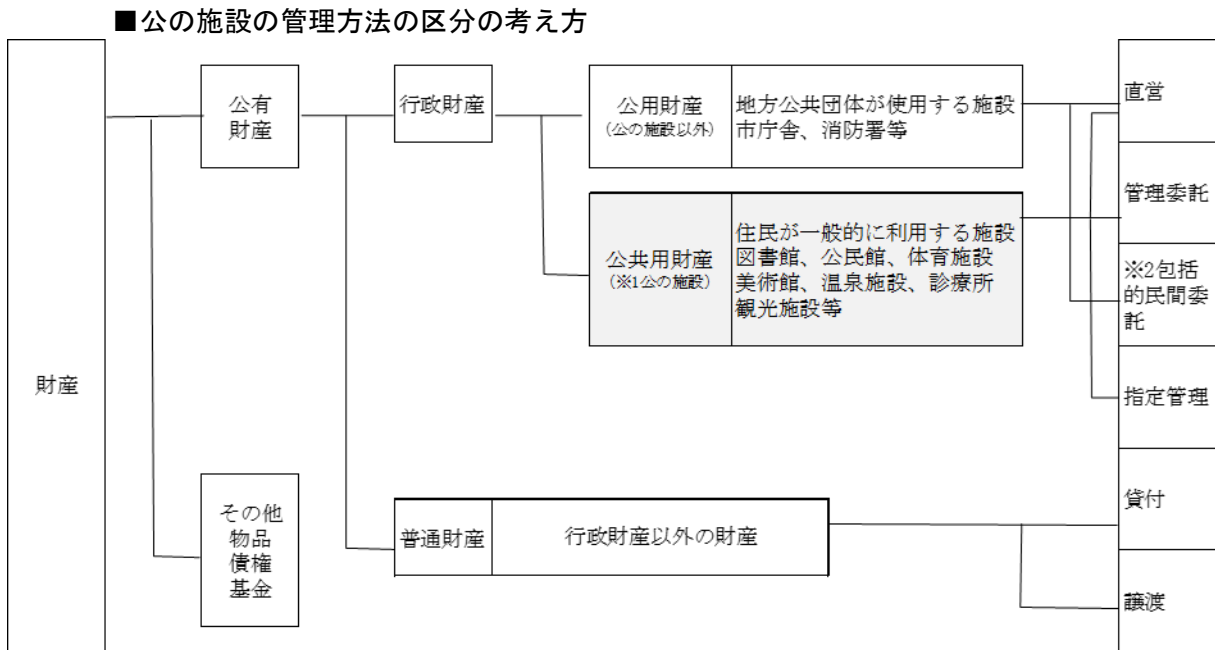 ■公の施設の管理方法の区分の考え方
財産
公有
財産
その他
物品
債権
基金
行政財産
普通財産
行政財産以外の財産
公用財産
(公の施設以外)
地方公共団体が使用する施設
市庁舎、消防署等
公共用財産
(※1公の施設)
住民が一般的に利用する施設
図書館、公民館、体育施設
美術館、温泉施設、診療所
観光施設等
直営
管理委託
※2包括
的民間委
託
指定管理
貸付
譲渡